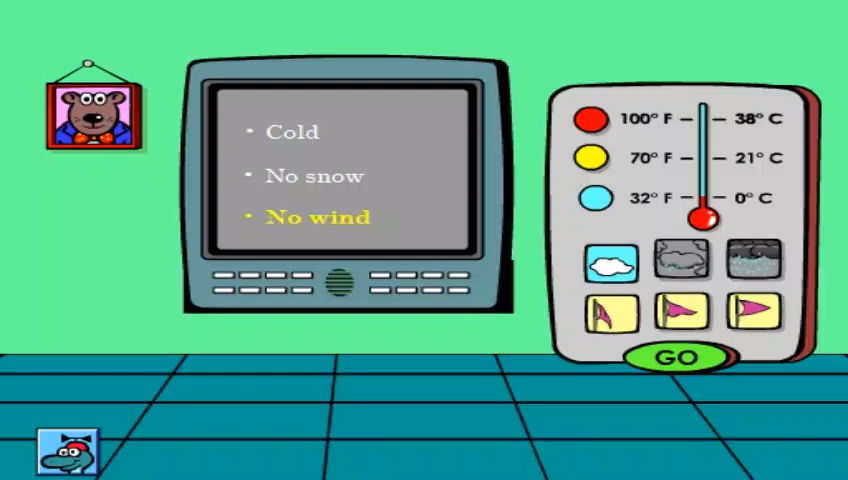 • Cold
• No snow
• No wind
100° F – – 38° C
70° F – – 21° C
32° F – – 0° C
GO